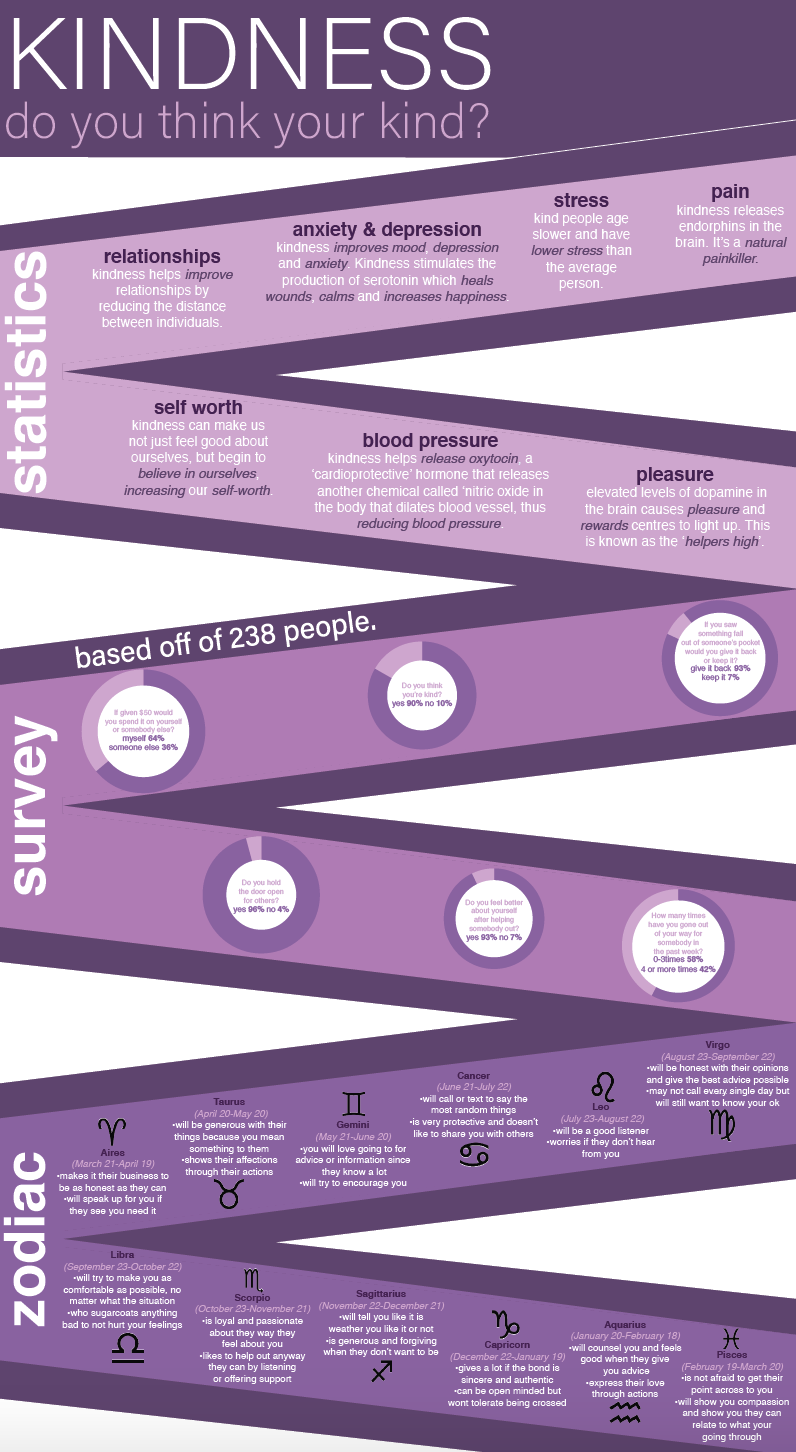 KINDNESS
do you think your kind?
statistics
relationships
kindness helps improve
relationships by
reducing the distance
between individuals.
anxiety & depression
kindness improves mood, depression
and anxiety. Kindness stimulates the
production of serotonin which heals
wounds, calms and increases happiness.
stress
kind people age
slower and have
lower stress than
the average
person.
pain
kindness releases
endorphins in the
brain. It's a natural
painkiller.
self worth
kindness can make us
not just feel good about
ourselves, but begin to
believe in ourselves,
increasing our self-worth.
blood pressure
kindness helps release oxytocin, a
'cardioprotective' hormone that releases
another chemical called 'nitric oxide in
the body that dilates blood vessel, thus
reducing blood pressure.
pleasure
elevated levels of dopamine in
the brain causes pleasure and
rewards centres to light up. This
is known as the 'helpers high'.
survey
based off of 238 people.
If given $50 would
you spend it on yourself
or somebody else?
myself 64%
someone else 36%
Do you think
you're kind?
yes 90% no 10%
If you saw
something fall
out of someone's pocket
would you give it back
or keep it?
give it back 93%
keep it 7%
Do you hold
the door open
for others?
yes 96% no 4%
Do you feel better
about yourself
after helping
somebody out?
yes 93% no 7%
How many times
have you gone out
of your way for
somebody in
the past week?
0-3times 58%
4 or more times 42%
zodiac
Aires
(March 21-April 19)
•makes it their business to
be as honest as they can
•will speak up for you if
they see you need it
Taurus
(April 20-May 20)
•will be generous with their
things because you mean
something to them
•shows their affections
through their actions
Gemini
(May 21-June 20)
•you will love going to for
advice or information since
they know a lot
•will try to encourage you
Cancer
(June 21-July 22)
•will call or text to say the
most random things
•is very protective and doesn't
like to share you with others
Leo
(July 23-August 22)
•will be a good listener
•worries if they don't hear
from you
Virgo
(August 23-September 22)
•will be honest with their opinions
and give the best advice possible
•may not call every single day but
will still want to know your ok
Libra
(September 23-October 22)
•will try to make you as
comfortable as possible, no
matter what the situation
•who sugarcoats anything
bad to not hurt your feelings
Scorpio
(October 23-November 21)
•is loyal and passionate
about they way they
feel about you
•likes to help out anyway
they can by listening
or offering support
Sagittarius
(November 22-December 21)
•will tell you like it is
weather you like it or not
•is generous and forgiving
when they don't want to be
Capricorn
(December 22-January 19)
•gives a lot if the bond is
sincere and authentic
•can be open minded but
wont tolerate being crossed
Aquarius
(January 20-February 18)
•will counsel you and feels
good when they give
you advice
•express their love
through actions
Pisces
(February 19-March 20)
•is not afraid to get their
point across to you
•will show you compassion
and show you they can
relate to what your
going through